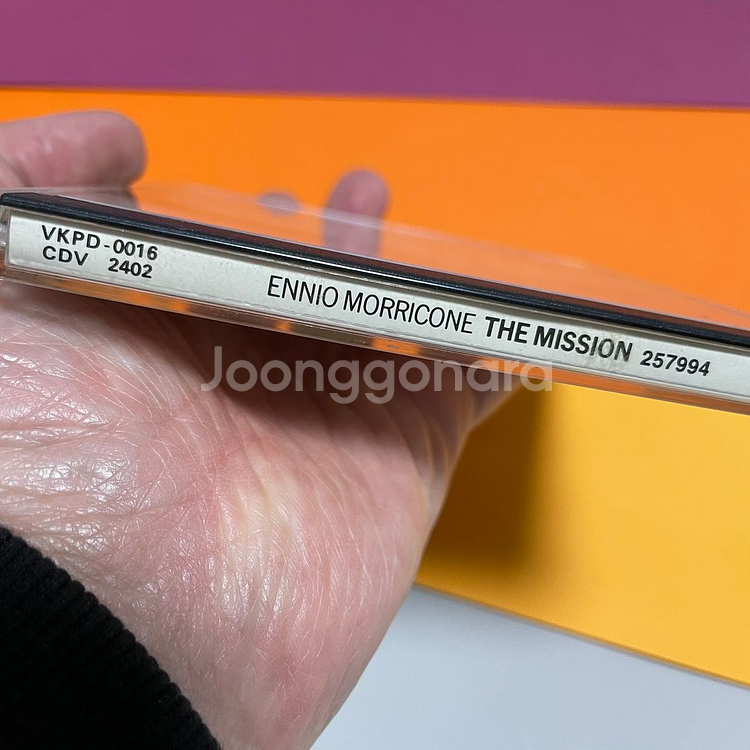 VKPD-0016
CDV 2402
ENNIO MORRICONE THE MISSION 257994
Joonggonara